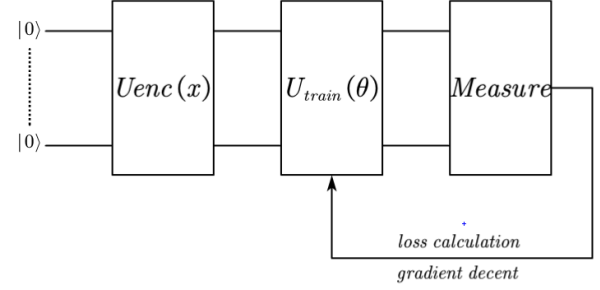 |0⟩
Uenc(x)
U_train(θ)
Measure
|0⟩
loss calculation
gradient decent